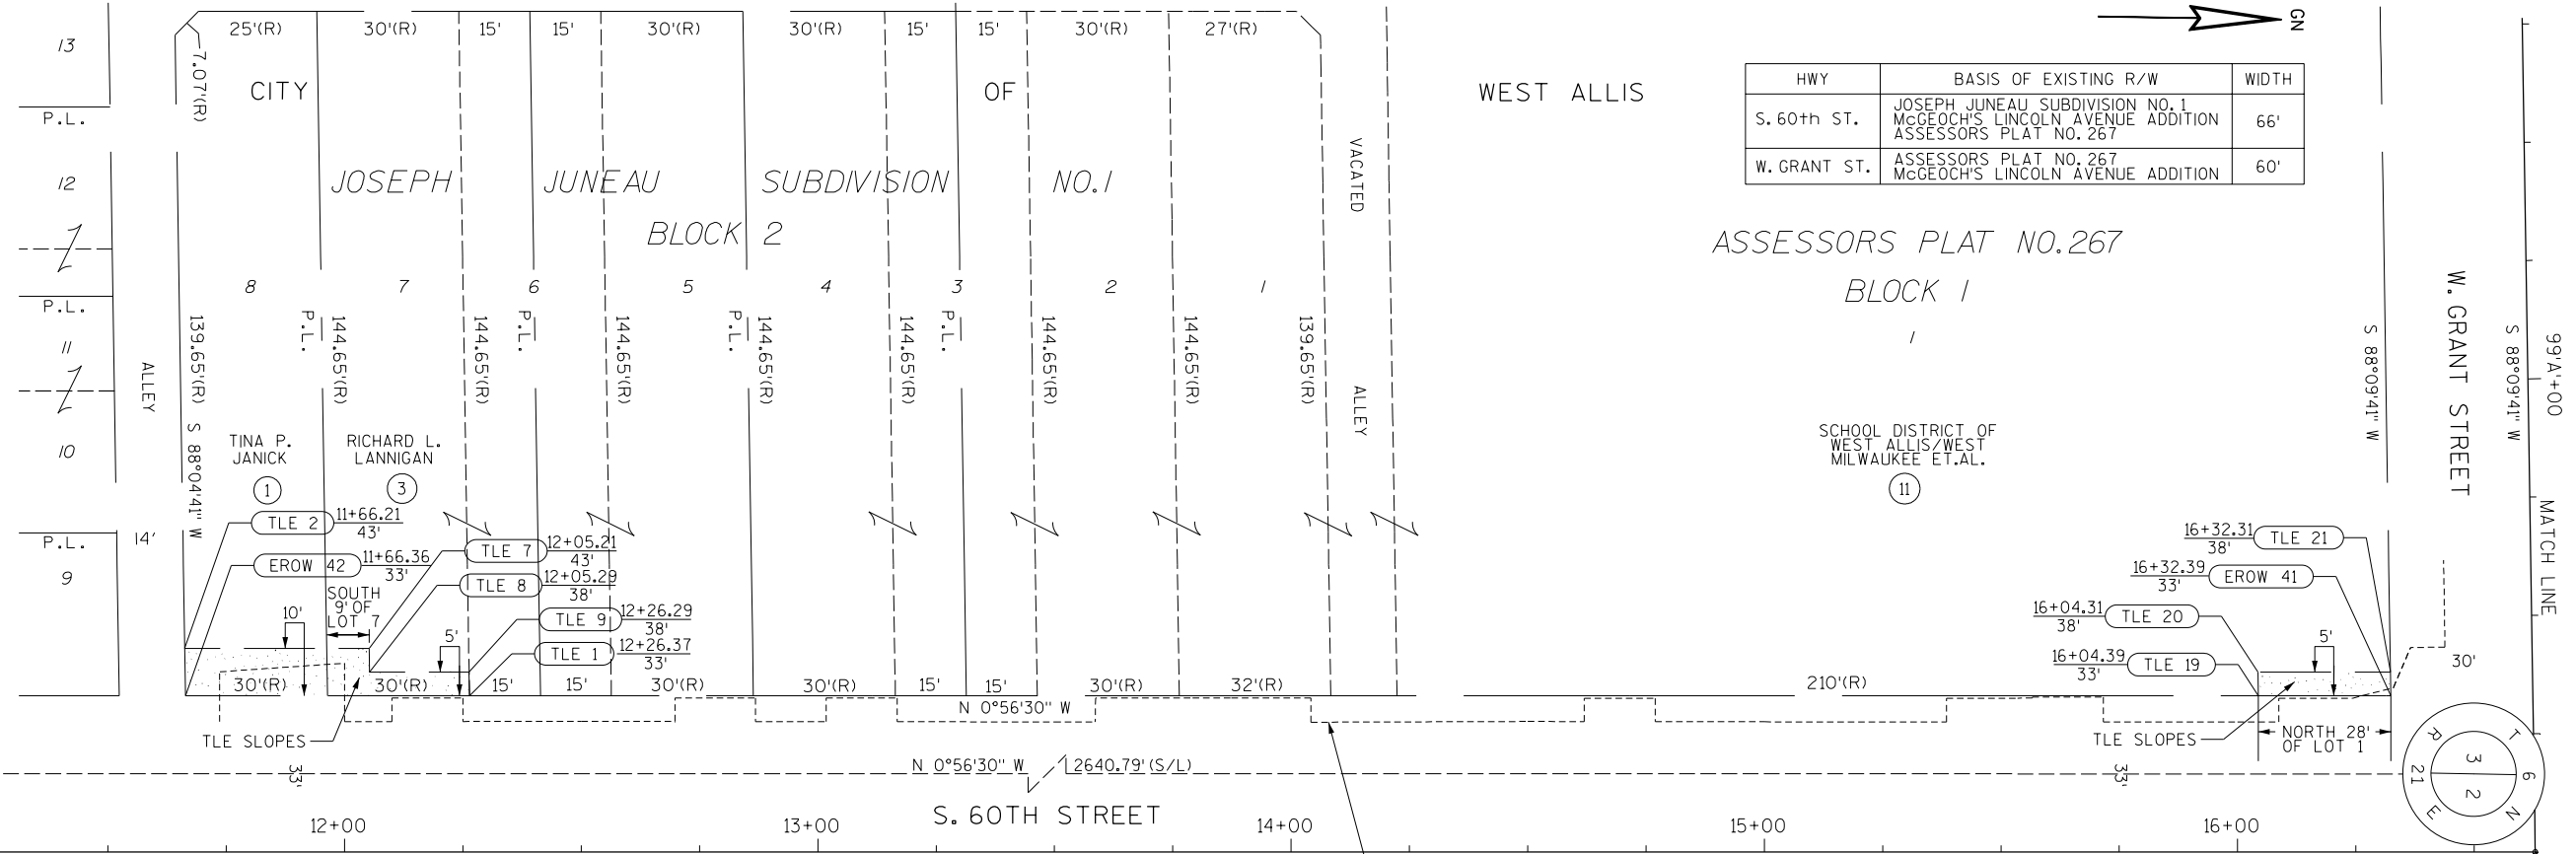 25'(R) 30'(R) 15' 15' 30'(R) 30'(R) 15' 15' 30'(R) 27'(R)
GN
13
7.07'(R)
P.L.
CITY OF WEST ALLIS
HWY BASIS OF EXISTING R/W WIDTH
S. 60th ST. JOSEPH JUNEAU SUBDIVISION NO. 1 66'
McGEOCH'S LINCOLN AVENUE ADDITION
ASSESSORS PLAT NO. 267
W. GRANT ST. ASSESSORS PLAT NO. 267 60'
McGEOCH'S LINCOLN AVENUE ADDITION
12
JOSEPH JUNEAU SUBDIVISION NO.1
BLOCK 2
VACATED
ALLEY
ASSESSORS PLAT NO. 267
BLOCK 1
1
8 7 6 5 4 3 2 1
P.L.
11
10
P.L.
9
ALLEY
14'
139.65'(R) S 88°04'41" W
P.L.
144.65'(R)
144.65'(R)
P.L.
144.65'(R)
P.L.
144.65'(R)
144.65'(R)
P.L.
144.65'(R)
144.65'(R)
139.65'(R)
S 88°09'41" W
W. GRANT STREET
S 88°09'41" W
99'A'+00
MATCH LINE
TINA P.
JANICK
1
RICHARD L.
LANNIGAN
3
SCHOOL DISTRICT OF
WEST ALLIS/WEST
MILWAUKEE ET.AL.
11
TLE 2 11+66.21
43'
EROW 42 11+66.36
33'
SOUTH
9' OF
LOT 7
10'
5'
TLE 7 12+05.21
43'
TLE 8 12+05.29
38'
TLE 9 12+26.29
38'
TLE 1 12+26.37
33'
16+32.31 TLE 21
38'
16+32.39 EROW 41
33'
16+04.31 TLE 20
38'
16+04.39 TLE 19
33'
5'
30'
30'(R) 30'(R) 15' 15' 30'(R) 30'(R) 15' 15' 30'(R) 32'(R) 210'(R)
N 0°56'30" W
TLE SLOPES
TLE SLOPES
NORTH 28'
OF LOT 1
33'
N 0°56'30" W 2640.79' (S/L)
33'
S. 60TH STREET
T 6 N
R 21 E
3
2
12+00 13+00 14+00 15+00 16+00